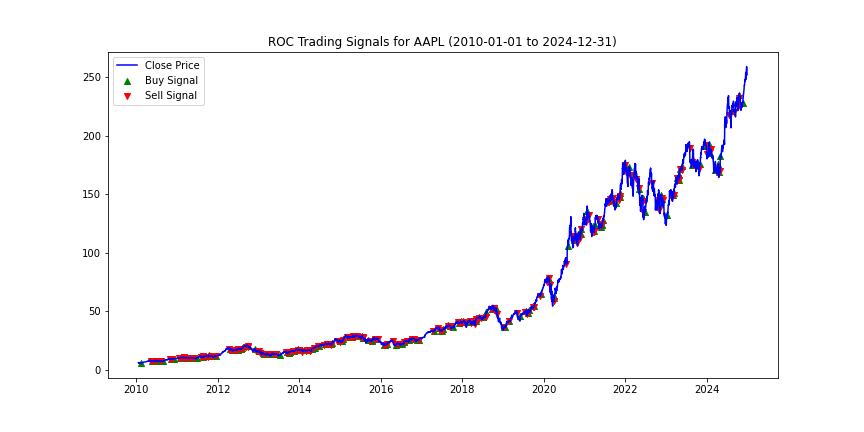 ROC Trading Signals for AAPL (2010-01-01 to 2024-12-31)
Close Price
Buy Signal
Sell Signal
250
200
150
100
50
0
2010 2012 2014 2016 2018 2020 2022 2024